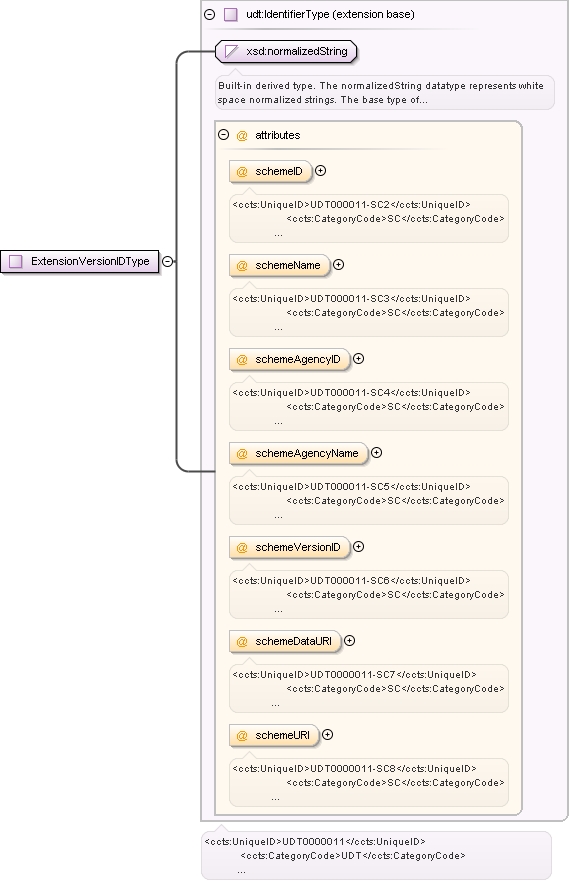 udt:IdentifierType (extension base)
xsd:normalizedString
Built-in derived type. The normalizedString datatype represents white
space normalized strings. The base type of...
@ attributes
@ schemeID
<ccts:UniqueID>UDT000011-SC2</ccts:UniqueID>
<ccts:CategoryCode>SC</ccts:CategoryCode>
...
ExtensionVersionIDType
@ schemeName
<ccts:UniqueID>UDT000011-SC3</ccts:UniqueID>
<ccts:CategoryCode>SC</ccts:CategoryCode>
...
@ schemeAgencyID
<ccts:UniqueID>UDT000011-SC4</ccts:UniqueID>
<ccts:CategoryCode>SC</ccts:CategoryCode>
...
@ schemeAgencyName
<ccts:UniqueID>UDT000011-SC5</ccts:UniqueID>
<ccts:CategoryCode>SC</ccts:CategoryCode>
...
@ schemeVersionID
<ccts:UniqueID>UDT000011-SC6</ccts:UniqueID>
<ccts:CategoryCode>SC</ccts:CategoryCode>
...
@ schemeDataURI
<ccts:UniqueID>UDT0000011-SC7</ccts:UniqueID>
<ccts:CategoryCode>SC</ccts:CategoryCode>
...
@ schemeURI
<ccts:UniqueID>UDT0000011-SC8</ccts:UniqueID>
<ccts:CategoryCode>SC</ccts:CategoryCode>
...
<ccts:UniqueID>UDT0000011</ccts:UniqueID>
<ccts:CategoryCode>UDT</ccts:CategoryCode>
...